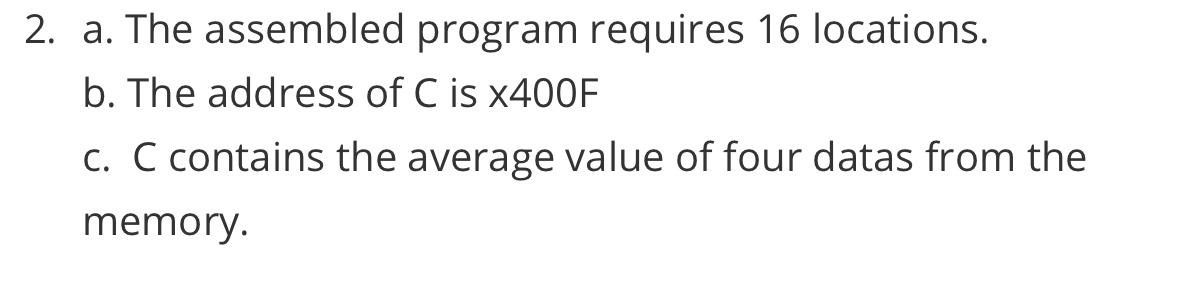 2. a. The assembled program requires 16 locations.
b. The address of C is x400F
c. C contains the average value of four datas from the
memory.